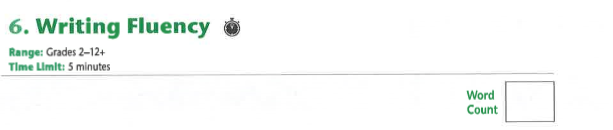 6. Writing Fluency
Range: Grades 2–12+
Time Limit: 5 minutes
Word
Count